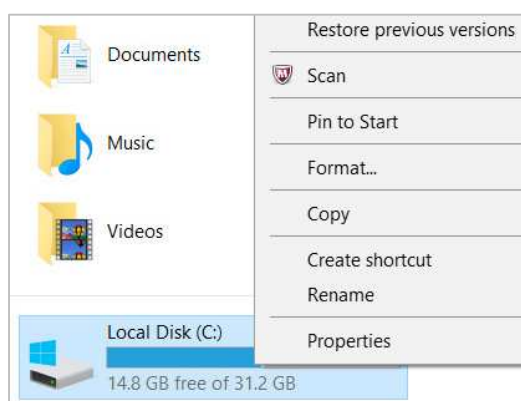 Documents
Music
Videos
Local Disk (C:)
14.8 GB free of 31.2 GB
Restore previous versions
Scan
Pin to Start
Format...
Copy
Create shortcut
Rename
Properties